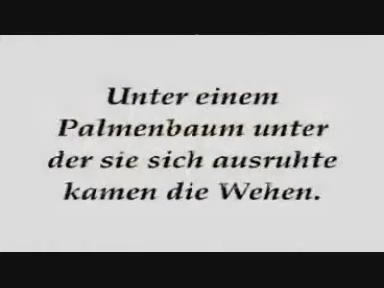 Unter einem
Palmenbaum unter
der sie sich ausruhte
kamen die Wehen.